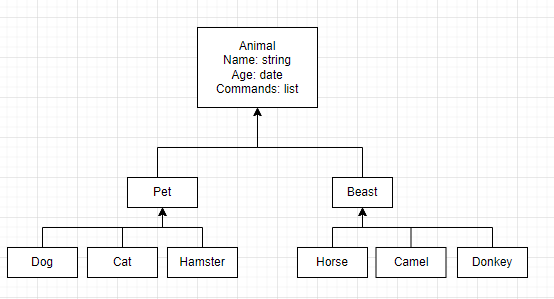 Animal
Name: string
Age: date
Commands: list
Pet
Beast
Dog
Cat
Hamster
Horse
Camel
Donkey